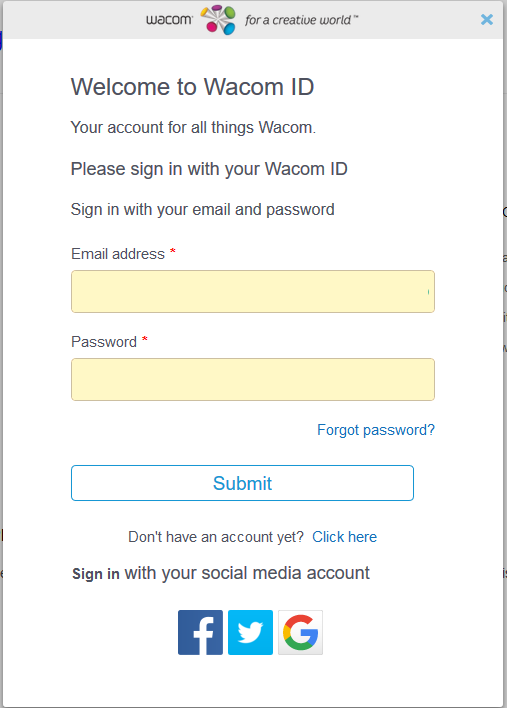 wacom® for a creative world™
Welcome to Wacom ID
Your account for all things Wacom.
Please sign in with your Wacom ID
Sign in with your email and password
Email address *
Password *
Forgot password?
Submit
Don't have an account yet? Click here
Sign in with your social media account